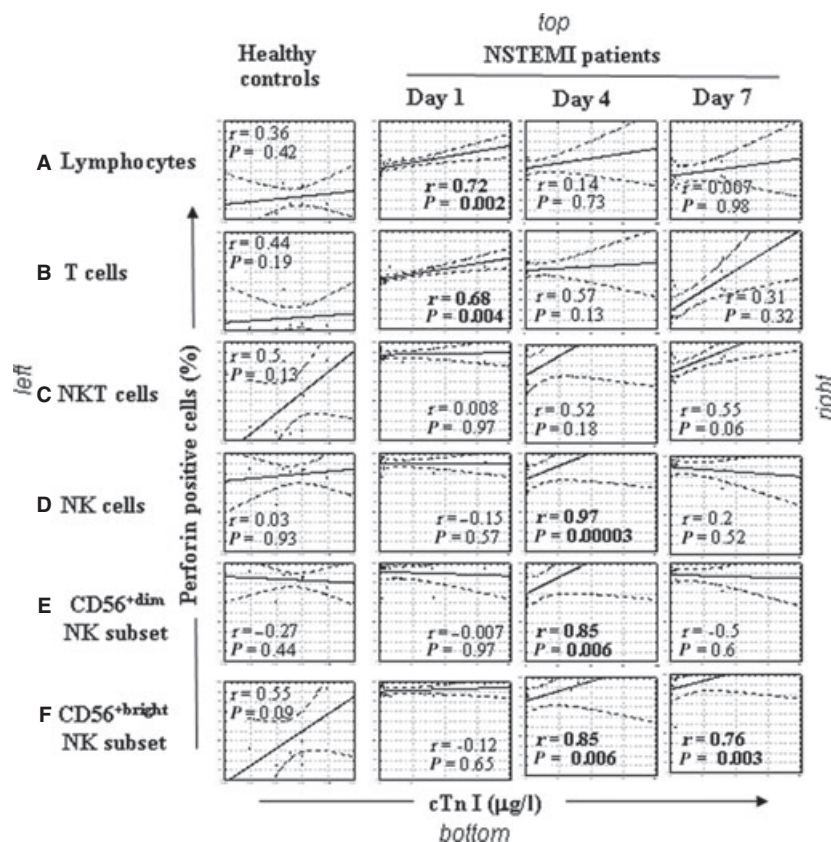 top
Healthy controls
NSTEMI patients
Day 1 Day 4 Day 7
A Lymphocytes
r = 0.36
P = 0.42
r = 0.72
P = 0.002
r = 0.14
P = 0.73
r = 0.007
P = 0.98
B T cells
r = 0.44
P = 0.19
r = 0.68
P = 0.004
r = 0.57
P = 0.13
r = 0.31
P = 0.32
left
Perforin positive cells (%)
right
C NKT cells
r = 0.5
P = 0.13
r = 0.008
P = 0.97
r = 0.52
P = 0.18
r = 0.55
P = 0.06
D NK cells
r = 0.03
P = 0.93
r = -0.15
P = 0.57
r = 0.97
P = 0.00003
r = 0.2
P = 0.52
E CD56+dim
NK subset
r = -0.27
P = 0.44
r = -0.007
P = 0.97
r = 0.85
P = 0.006
r = -0.5
P = 0.6
F CD56+bright
NK subset
r = 0.55
P = 0.09
r = -0.12
P = 0.65
r = 0.85
P = 0.006
r = 0.76
P = 0.003
cTn I (μg/l)
bottom